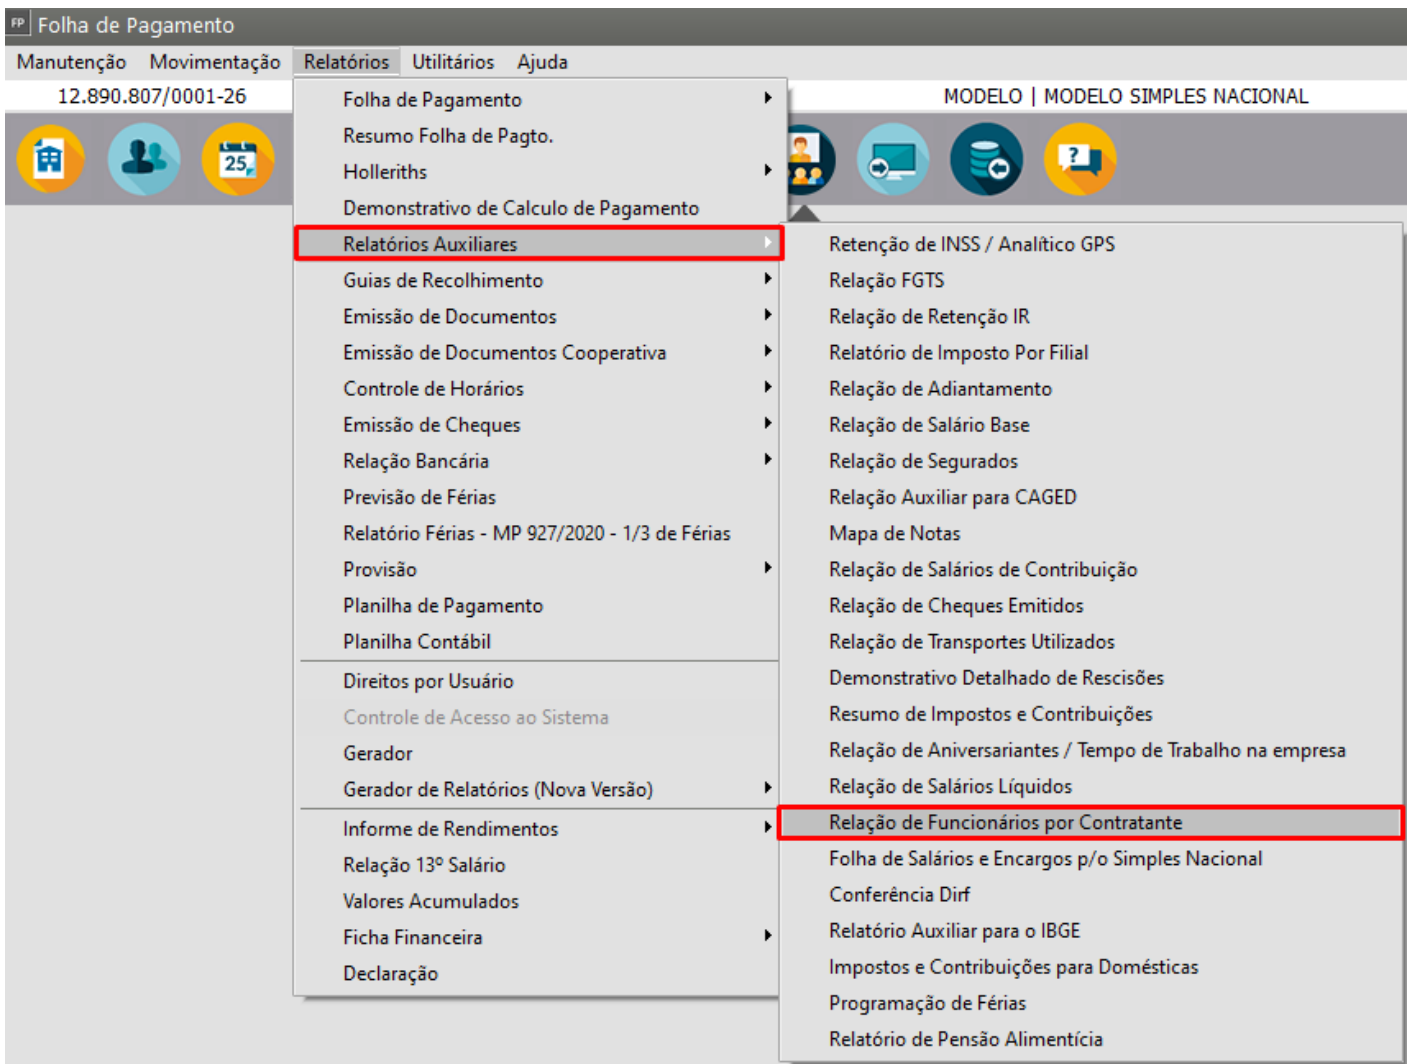 FP Folha de Pagamento
Manutenção Movimentação Relatórios Utilitários Ajuda
12.890.807/0001-26
MODELO | MODELO SIMPLES NACIONAL
25
?
Folha de Pagamento
Resumo Folha de Pagto.
Holleriths
Demonstrativo de Calculo de Pagamento
Relatórios Auxiliares
Guias de Recolhimento
Emissão de Documentos
Emissão de Documentos Cooperativa
Controle de Horários
Emissão de Cheques
Relação Bancária
Previsão de Férias
Relatório Férias - MP 927/2020 - 1/3 de Férias
Provisão
Planilha de Pagamento
Planilha Contábil
Direitos por Usuário
Controle de Acesso ao Sistema
Gerador
Gerador de Relatórios (Nova Versão)
Informe de Rendimentos
Relação 13º Salário
Valores Acumulados
Ficha Financeira
Declaração
Retenção de INSS / Analítico GPS
Relação FGTS
Relação de Retenção IR
Relatório de Imposto Por Filial
Relação de Adiantamento
Relação de Salário Base
Relação de Segurados
Relação Auxiliar para CAGED
Mapa de Notas
Relação de Salários de Contribuição
Relação de Cheques Emitidos
Relação de Transportes Utilizados
Demonstrativo Detalhado de Rescisões
Resumo de Impostos e Contribuições
Relação de Aniversariantes / Tempo de Trabalho na empresa
Relação de Salários Líquidos
Relação de Funcionários por Contratante
Folha de Salários e Encargos p/o Simples Nacional
Conferência Dirf
Relatório Auxiliar para o IBGE
Impostos e Contribuições para Domésticas
Programação de Férias
Relatório de Pensão Alimentícia